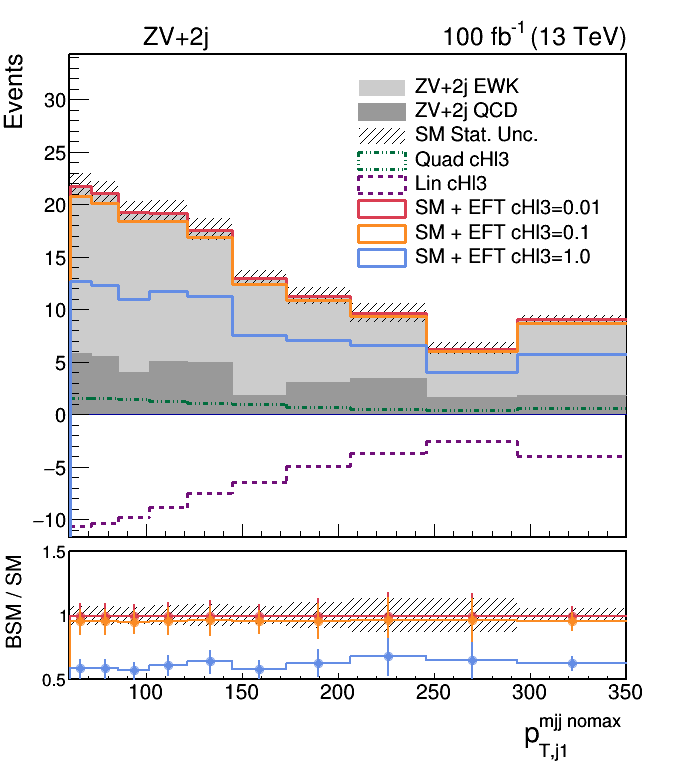 ZV+2j 100 fb-1 (13 TeV)
Events
30
25
20
15
10
5
0
−5
−10
ZV+2j EWK
ZV+2j QCD
SM Stat. Unc.
Quad cHl3
Lin cHl3
SM + EFT cHl3=0.01
SM + EFT cHl3=0.1
SM + EFT cHl3=1.0
BSM / SM
1.5
1
0.5
100 150 200 250 300 350
p T,j1 mjj nomax